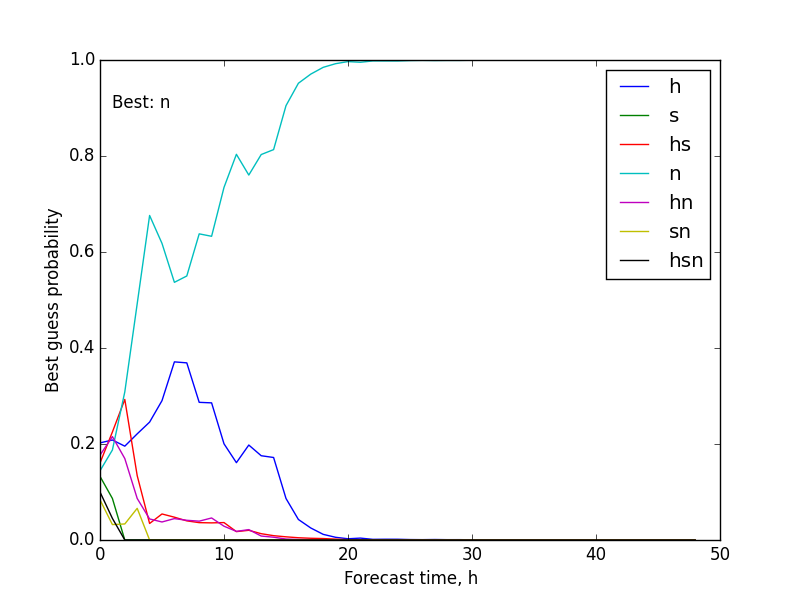 Best: n
h
s
hs
n
hn
sn
hsn
Best guess probability
1.0
0.8
0.6
0.4
0.2
0.0
0 10 20 30 40 50
Forecast time, h